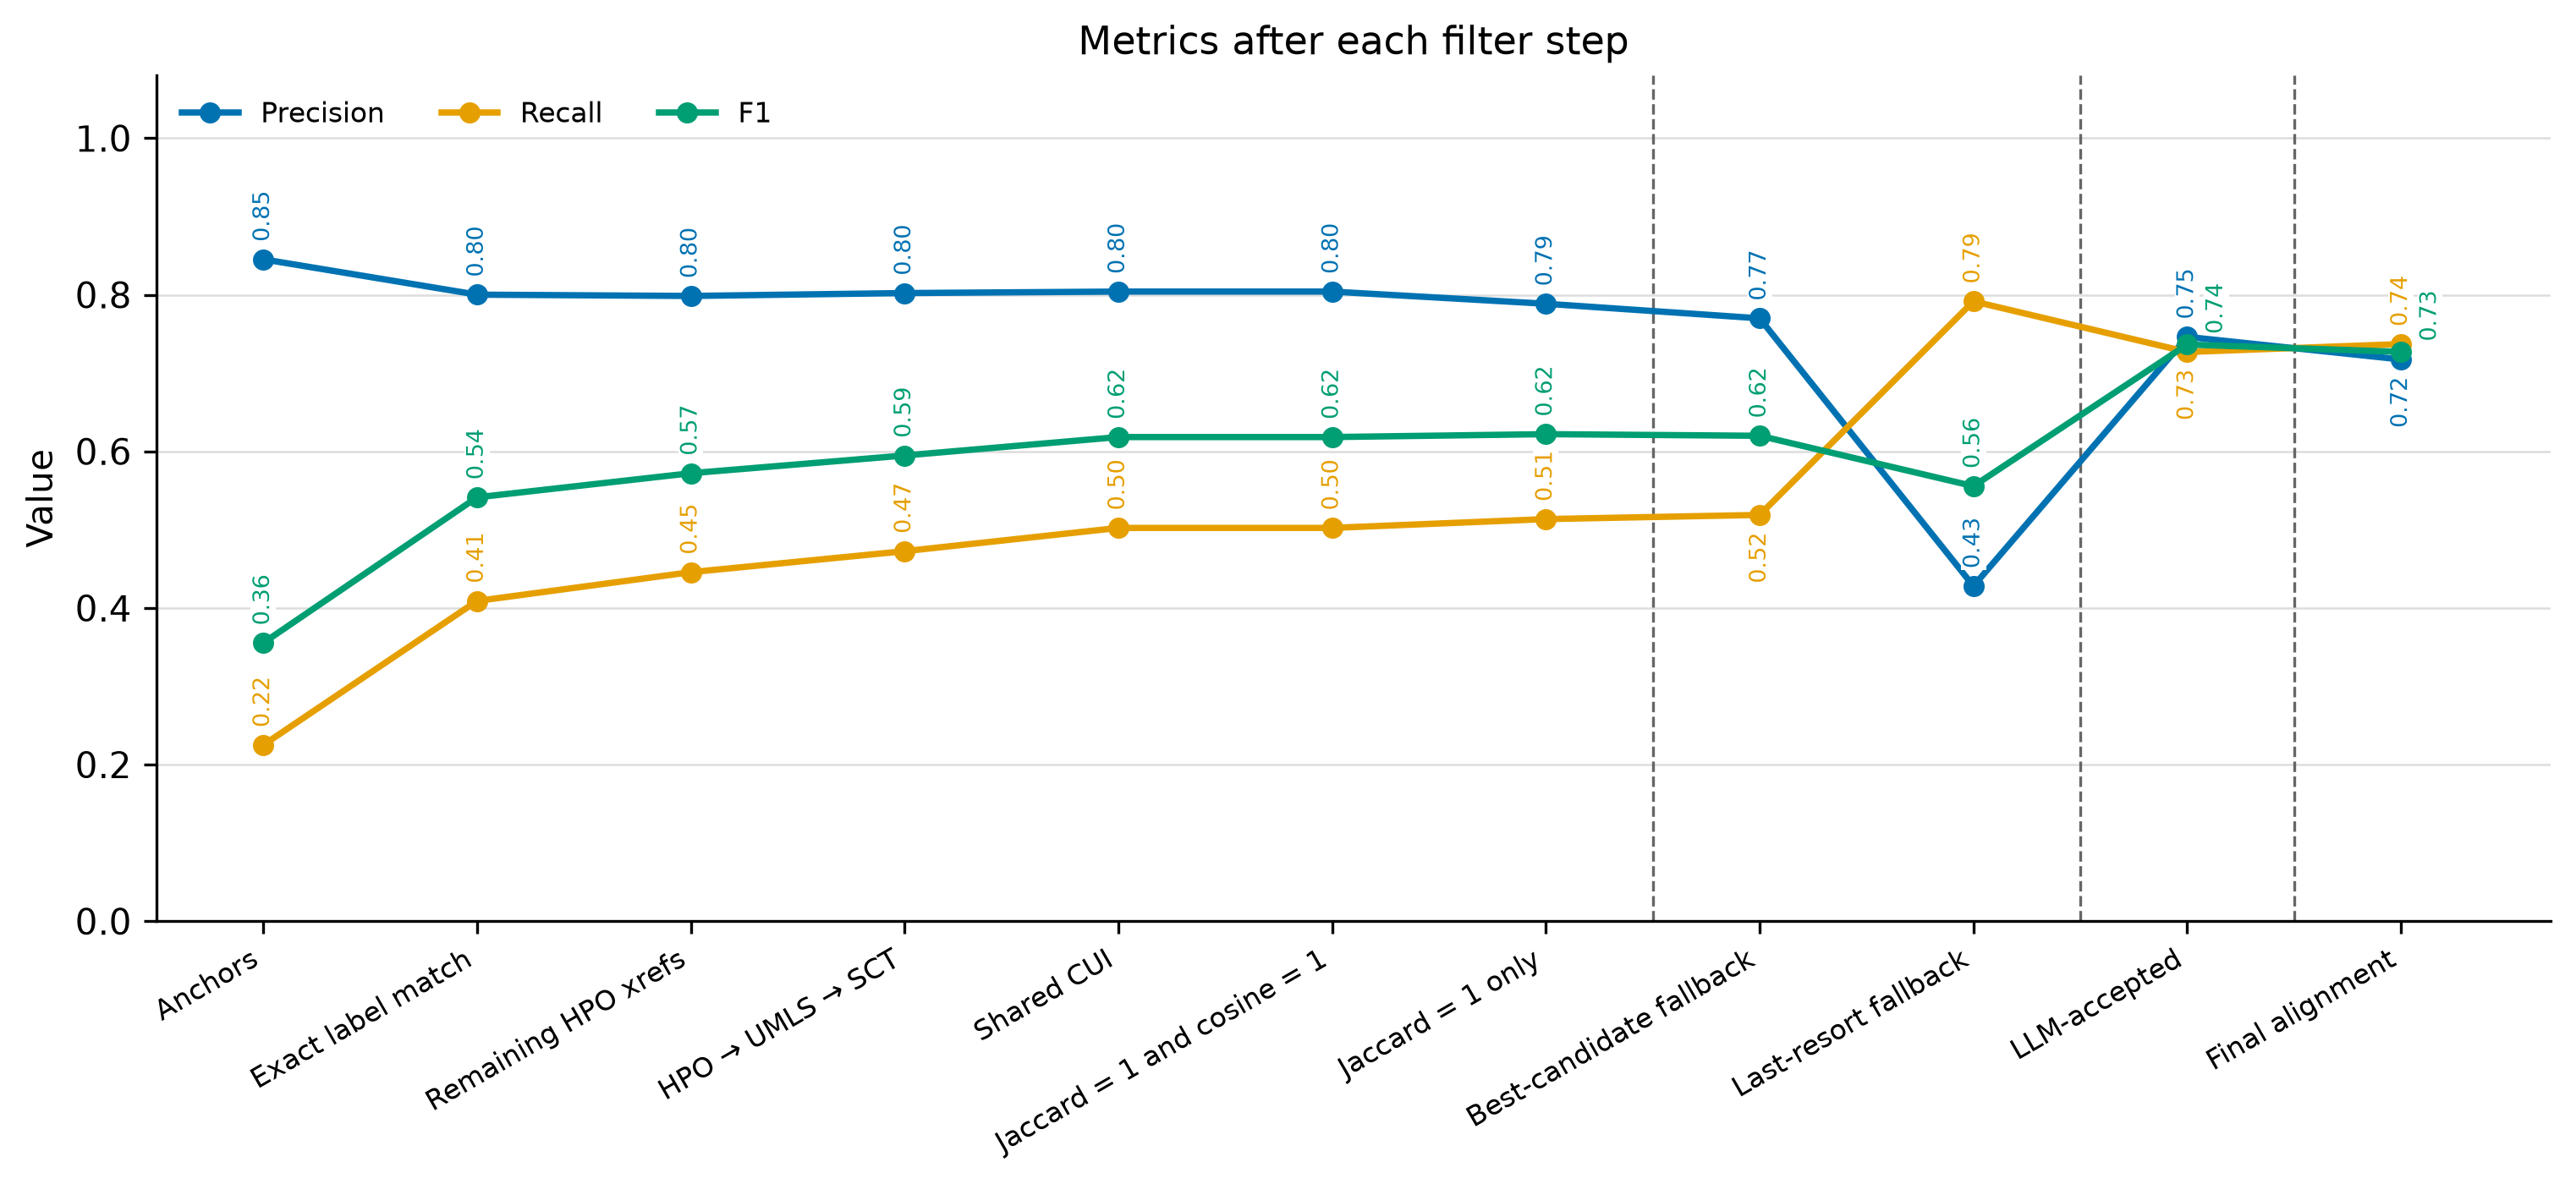 Metrics after each filter step
Precision Recall F1
Value
1.0
0.8
0.6
0.4
0.2
0.0
0.85
0.80
0.80
0.80
0.80
0.80
0.79
0.77
0.43
0.75
0.72
0.22
0.41
0.45
0.47
0.50
0.50
0.51
0.52
0.79
0.73
0.74
0.36
0.54
0.57
0.59
0.62
0.62
0.62
0.62
0.56
0.74
0.73
Anchors
Exact label match
Remaining HPO xrefs
HPO → UMLS → SCT
Shared CUI
Jaccard = 1 and cosine = 1
Jaccard = 1 only
Best-candidate fallback
Last-resort fallback
LLM-accepted
Final alignment